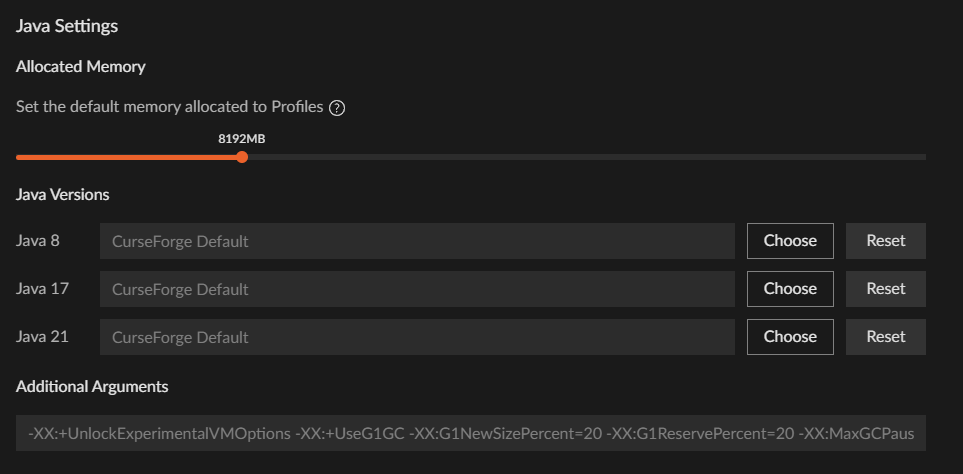 Java Settings
Allocated Memory
Set the default memory allocated to Profiles ?
8192MB
Java Versions
Java 8 CurseForge Default Choose Reset
Java 17 CurseForge Default Choose Reset
Java 21 CurseForge Default Choose Reset
Additional Arguments
-XX:+UnlockExperimentalVMOptions -XX:+UseG1GC -XX:G1NewSizePercent=20 -XX:G1ReservePercent=20 -XX:MaxGCPaus